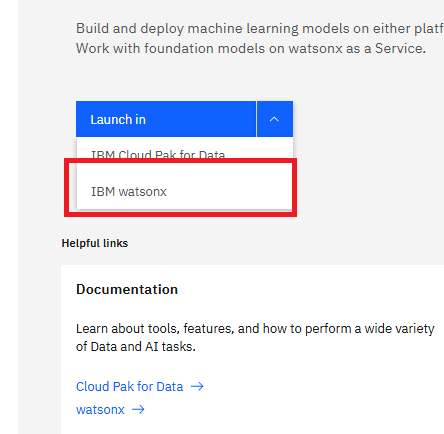 Build and deploy machine learning models on either platf
Work with foundation models on watsonx as a Service.
Launch in
IBM Cloud Pak for Data
IBM watsonx
Helpful links
Documentation
Learn about tools, features, and how to perform a wide variety
of Data and AI tasks.
Cloud Pak for Data →
watsonx →